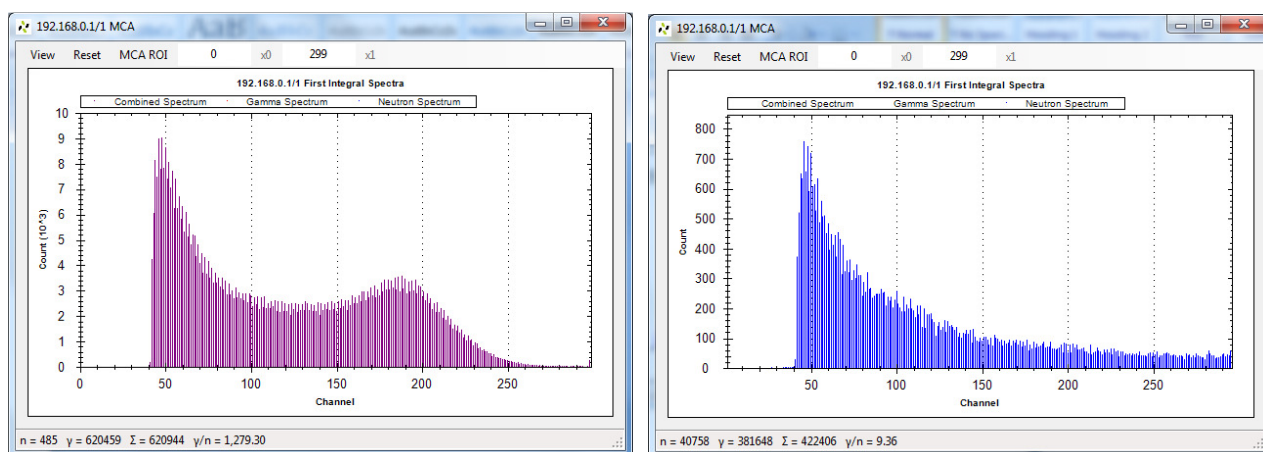 192.168.0.1/1 MCA
View Reset MCA ROI 0 x0 299 x1
192.168.0.1/1 First Integral Spectra
Combined Spectrum Gamma Spectrum Neutron Spectrum
10
9
8
7
6
5
4
3
2
1
0
Count (10^3)
0 50 100 150 200 250
Channel
n = 485 γ = 620459 Σ = 620944 γ/n = 1,279.30
192.168.0.1/1 MCA
View Reset MCA ROI 0 x0 299 x1
192.168.0.1/1 First Integral Spectra
Combined Spectrum Gamma Spectrum Neutron Spectrum
800
700
600
500
400
300
200
100
0
Count
50 100 150 200 250
Channel
n = 40758 γ = 381648 Σ = 422406 γ/n = 9.36